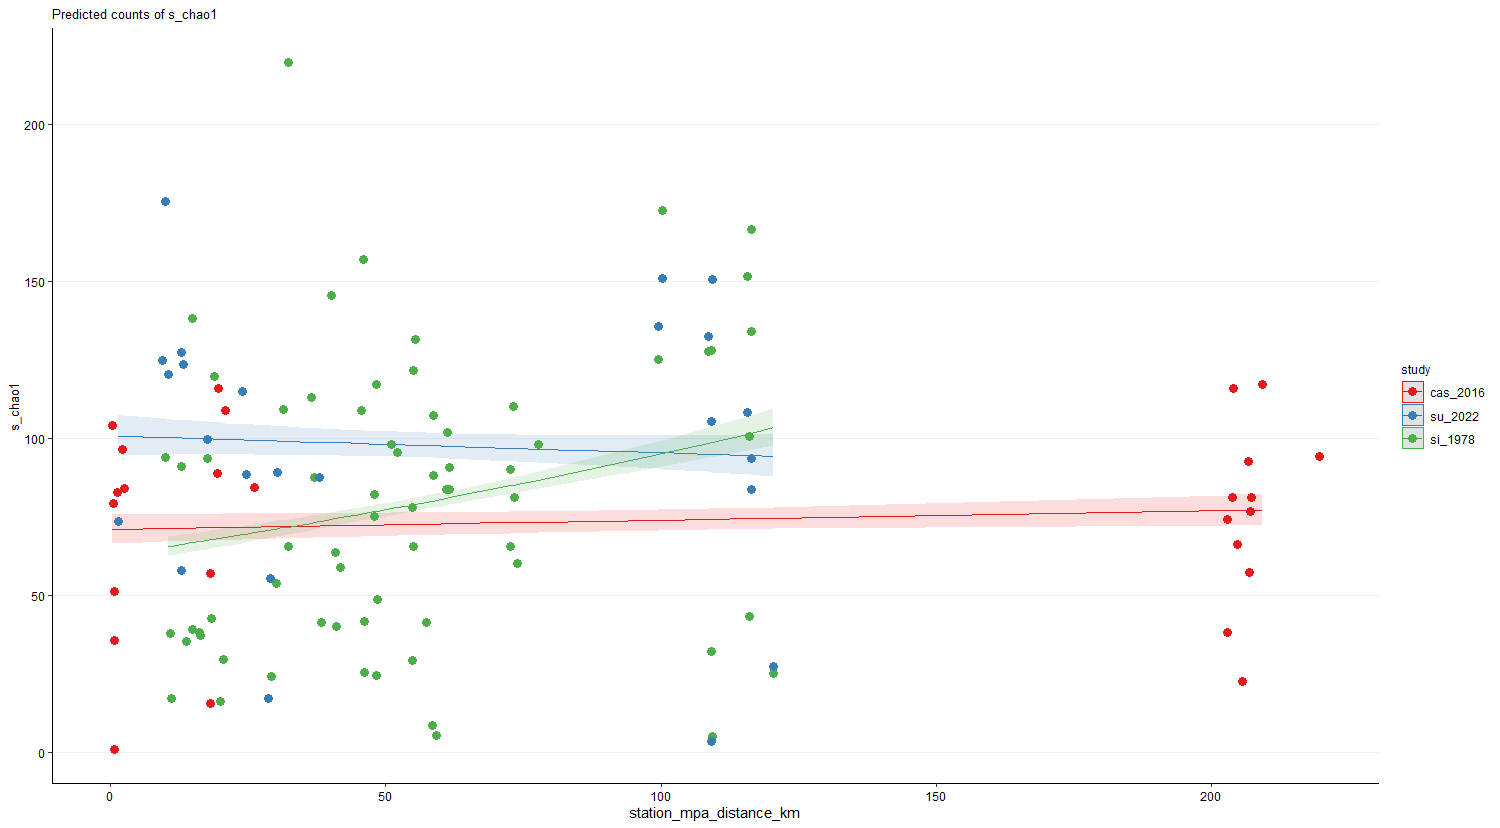 Predicted counts of s_chao1
200
150
100
50
0
s_chao1
0
50
100
150
200
station_mpa_distance_km
study
cas_2016
su_2022
si_1978